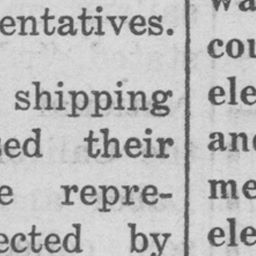 entatives.
shipping
ed their
e repre-
ected by
wa
cou
ele
and
me
ele